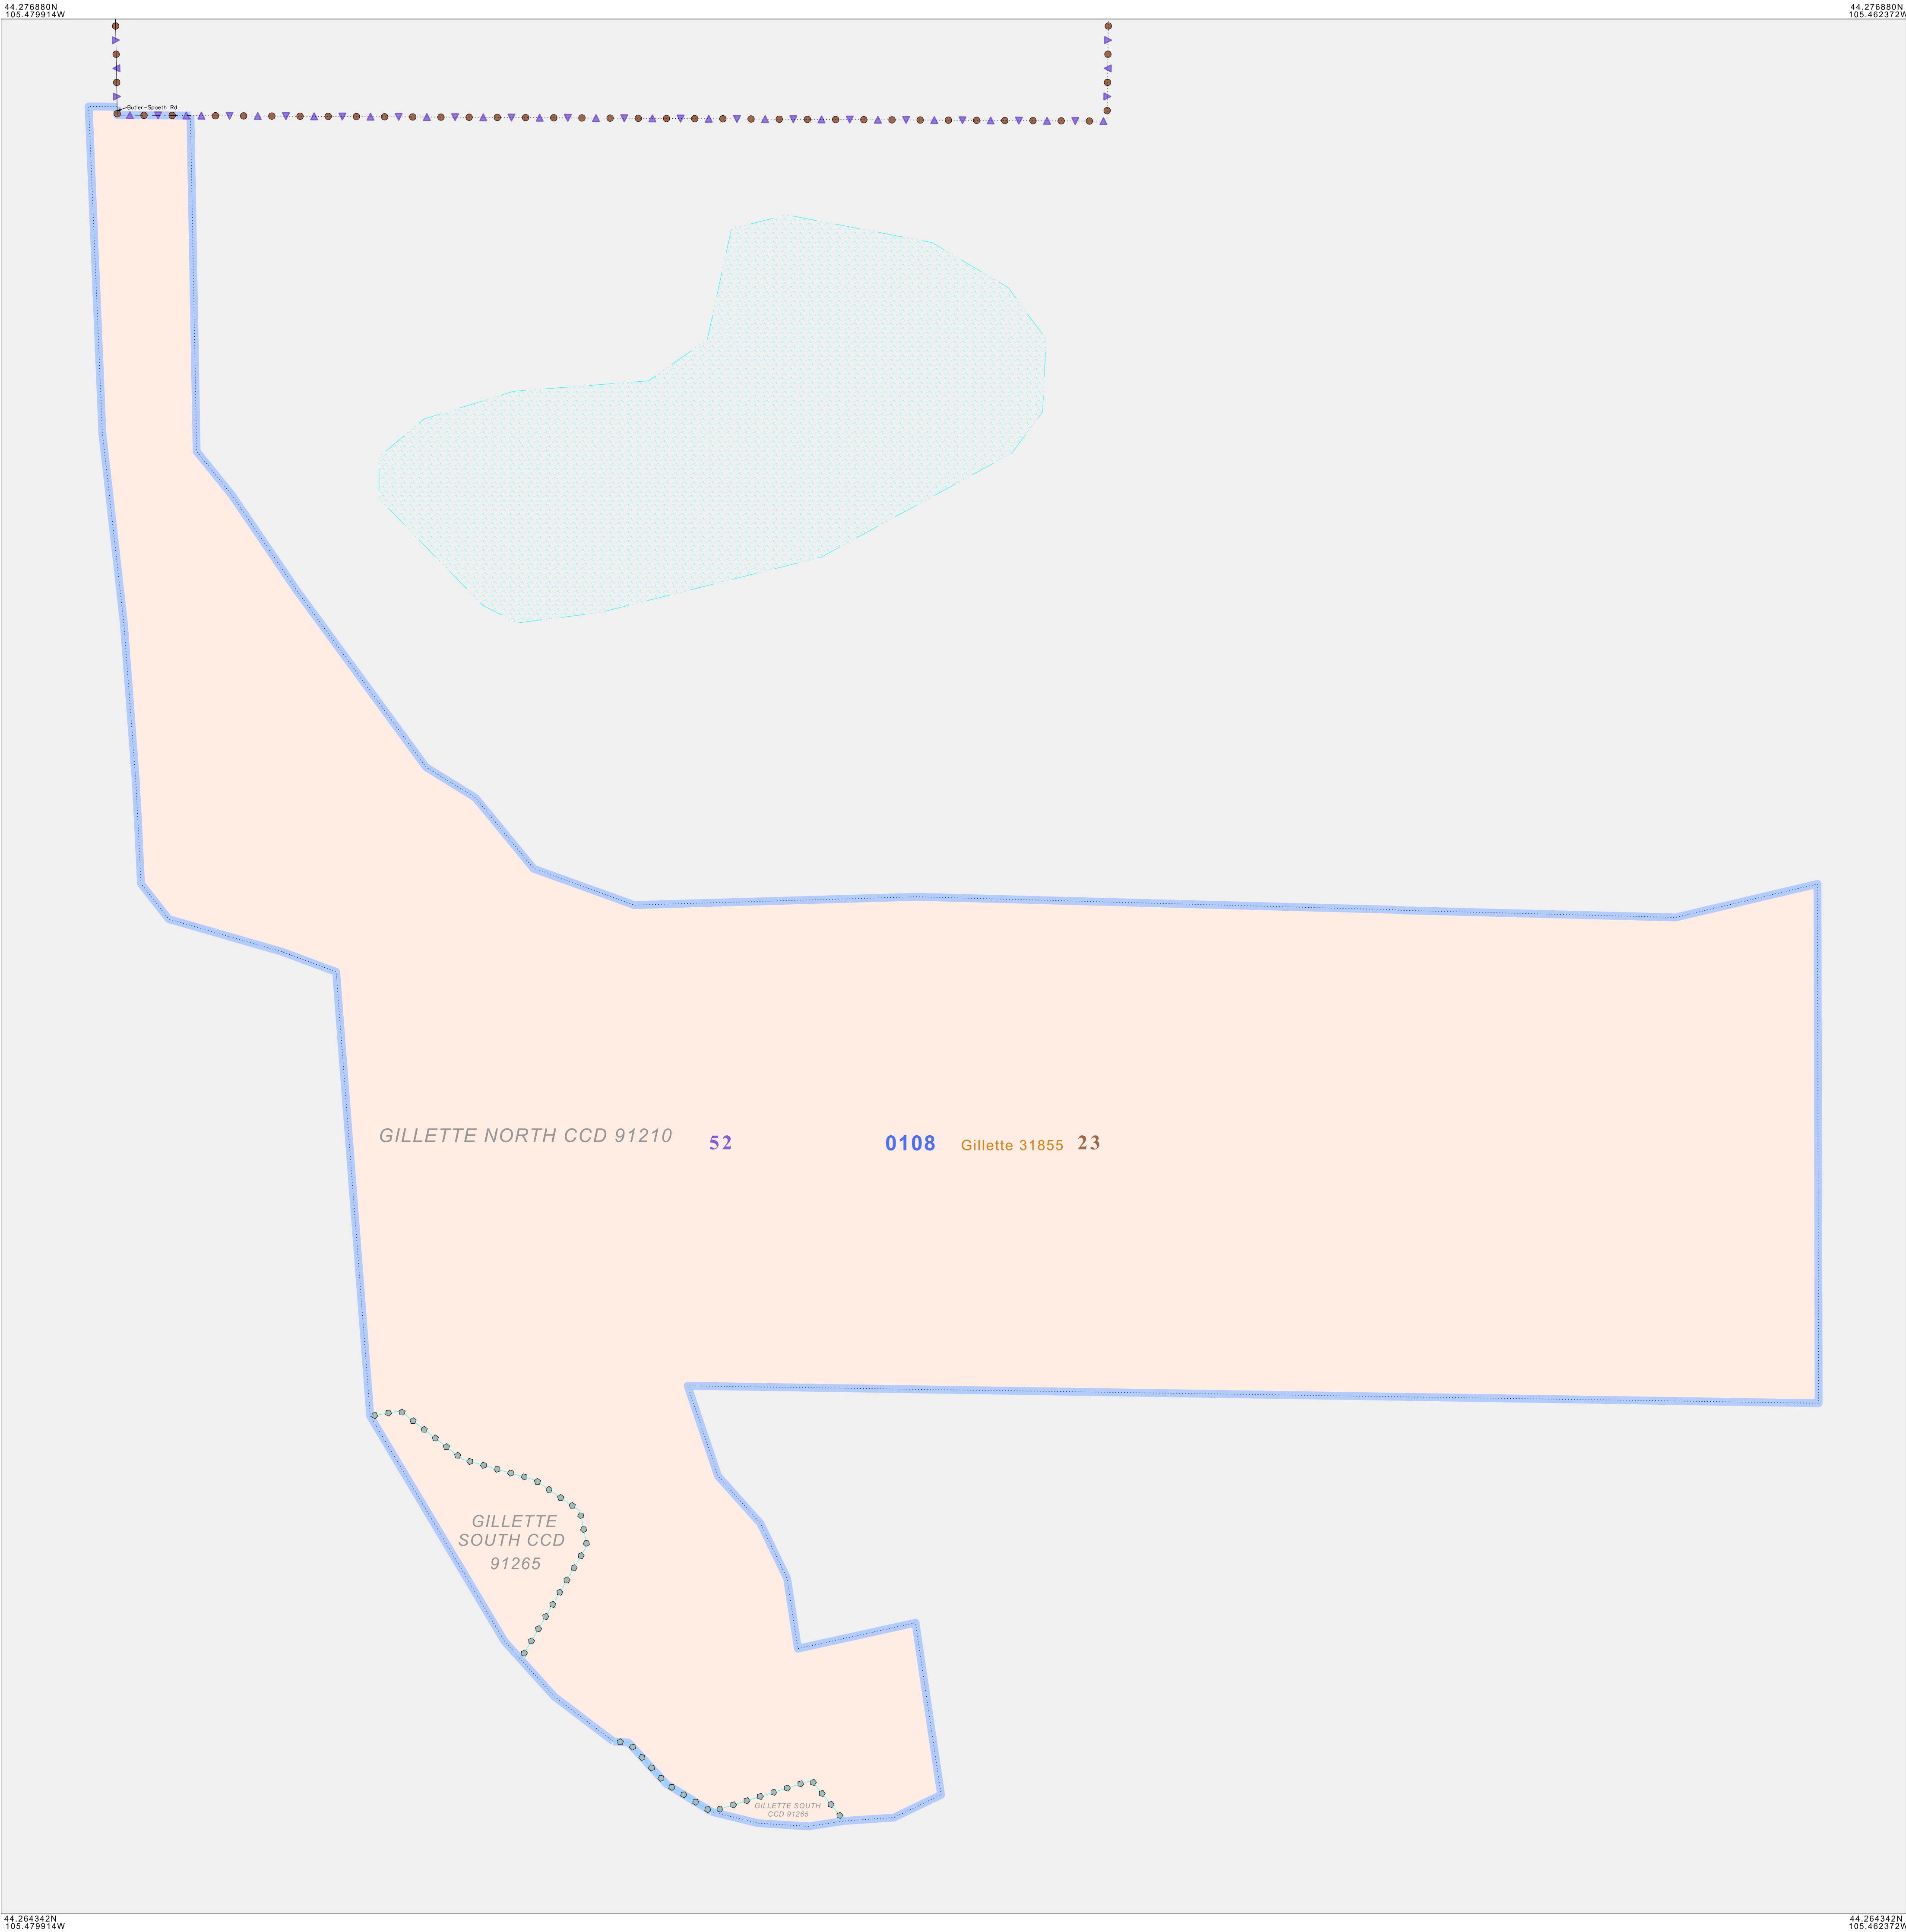 44.276880N
105.479914W
44.276880N
105.462372W
Butler-Spaeth Rd
GILLETTE NORTH CCD 91210
52
0108
Gillette 31855
23
GILLETTE
SOUTH CCD
91265
GILLETTE SOUTH
CCD 91265
44.264342N
105.479914W
44.264342N
105.462372W